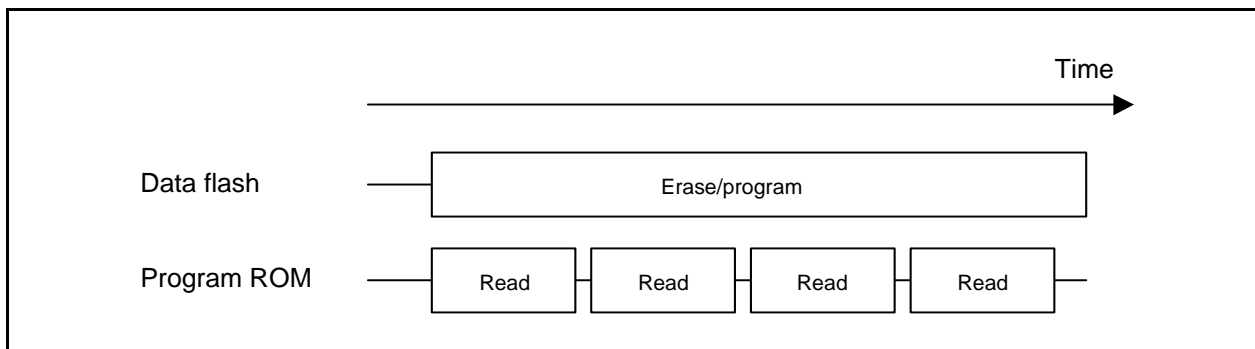 Time
Data flash
Erase/program
Program ROM
Read
Read
Read
Read